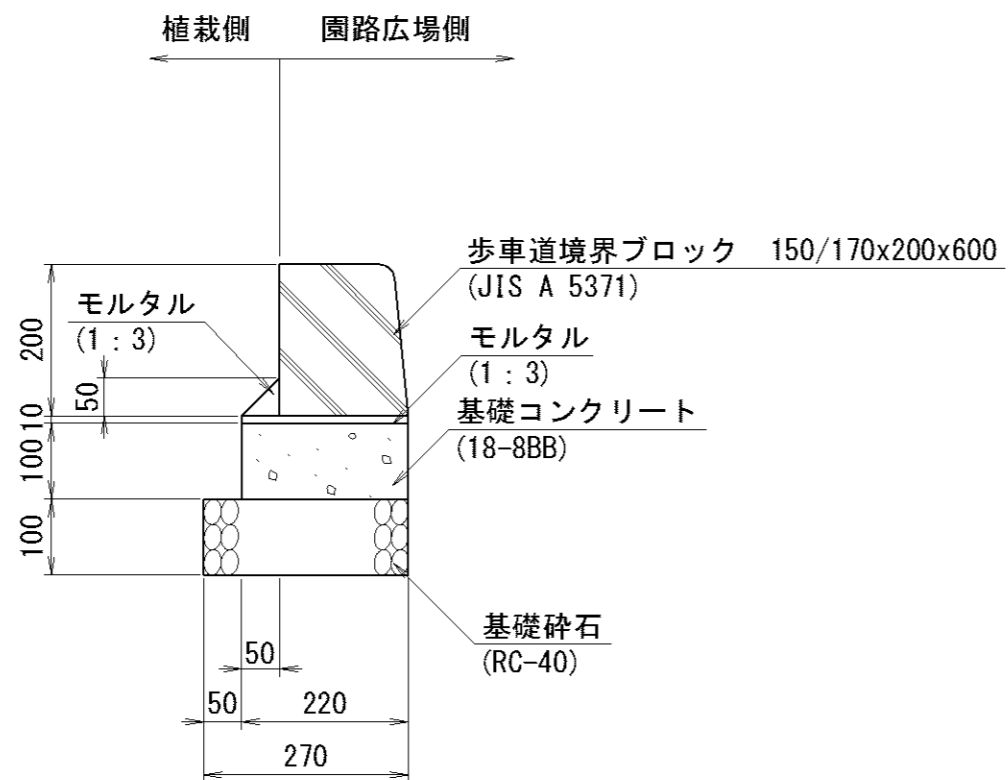 植栽側 園路広場側
歩車道境界ブロック 150/170x200x600
(JIS A 5371)
モルタル
(1：3)
モルタル
(1：3)
基礎コンクリート
(18-8BB)
基礎砕石
(RC-40)
200
50
10
100
100
50
50 220
270